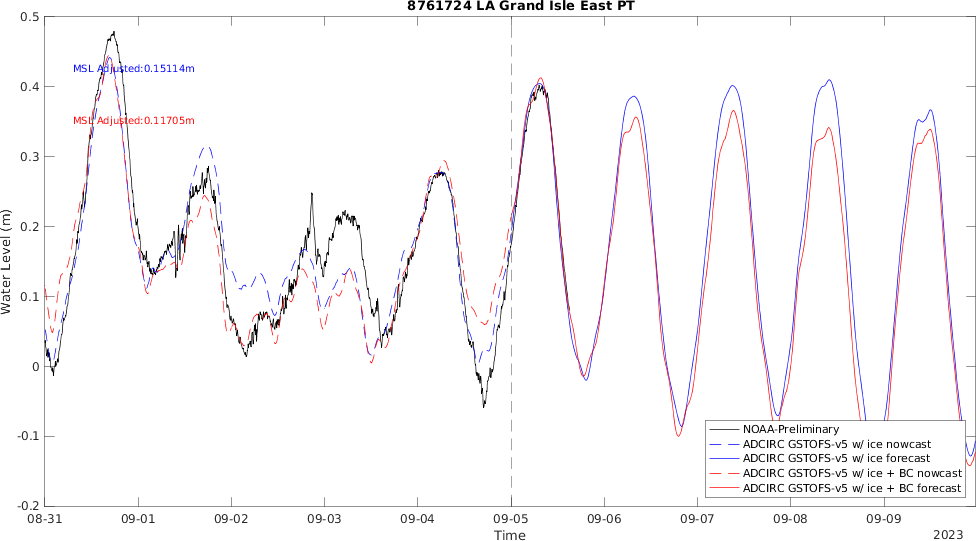 8761724 LA Grand Isle East PT
0.5
MSL Adjusted:0.15114m
0.4
MSL Adjusted:0.11705m
0.3
0.2
0.1
0
-0.1
-0.2
Water Level (m)
NOAA-Preliminary
ADCIRC GSTOFS-v5 w/ ice nowcast
ADCIRC GSTOFS-v5 w/ ice forecast
ADCIRC GSTOFS-v5 w/ ice + BC nowcast
ADCIRC GSTOFS-v5 w/ ice + BC forecast
08-31 09-01 09-02 09-03 09-04 09-05 09-06 09-07 09-08 09-09
Time
2023